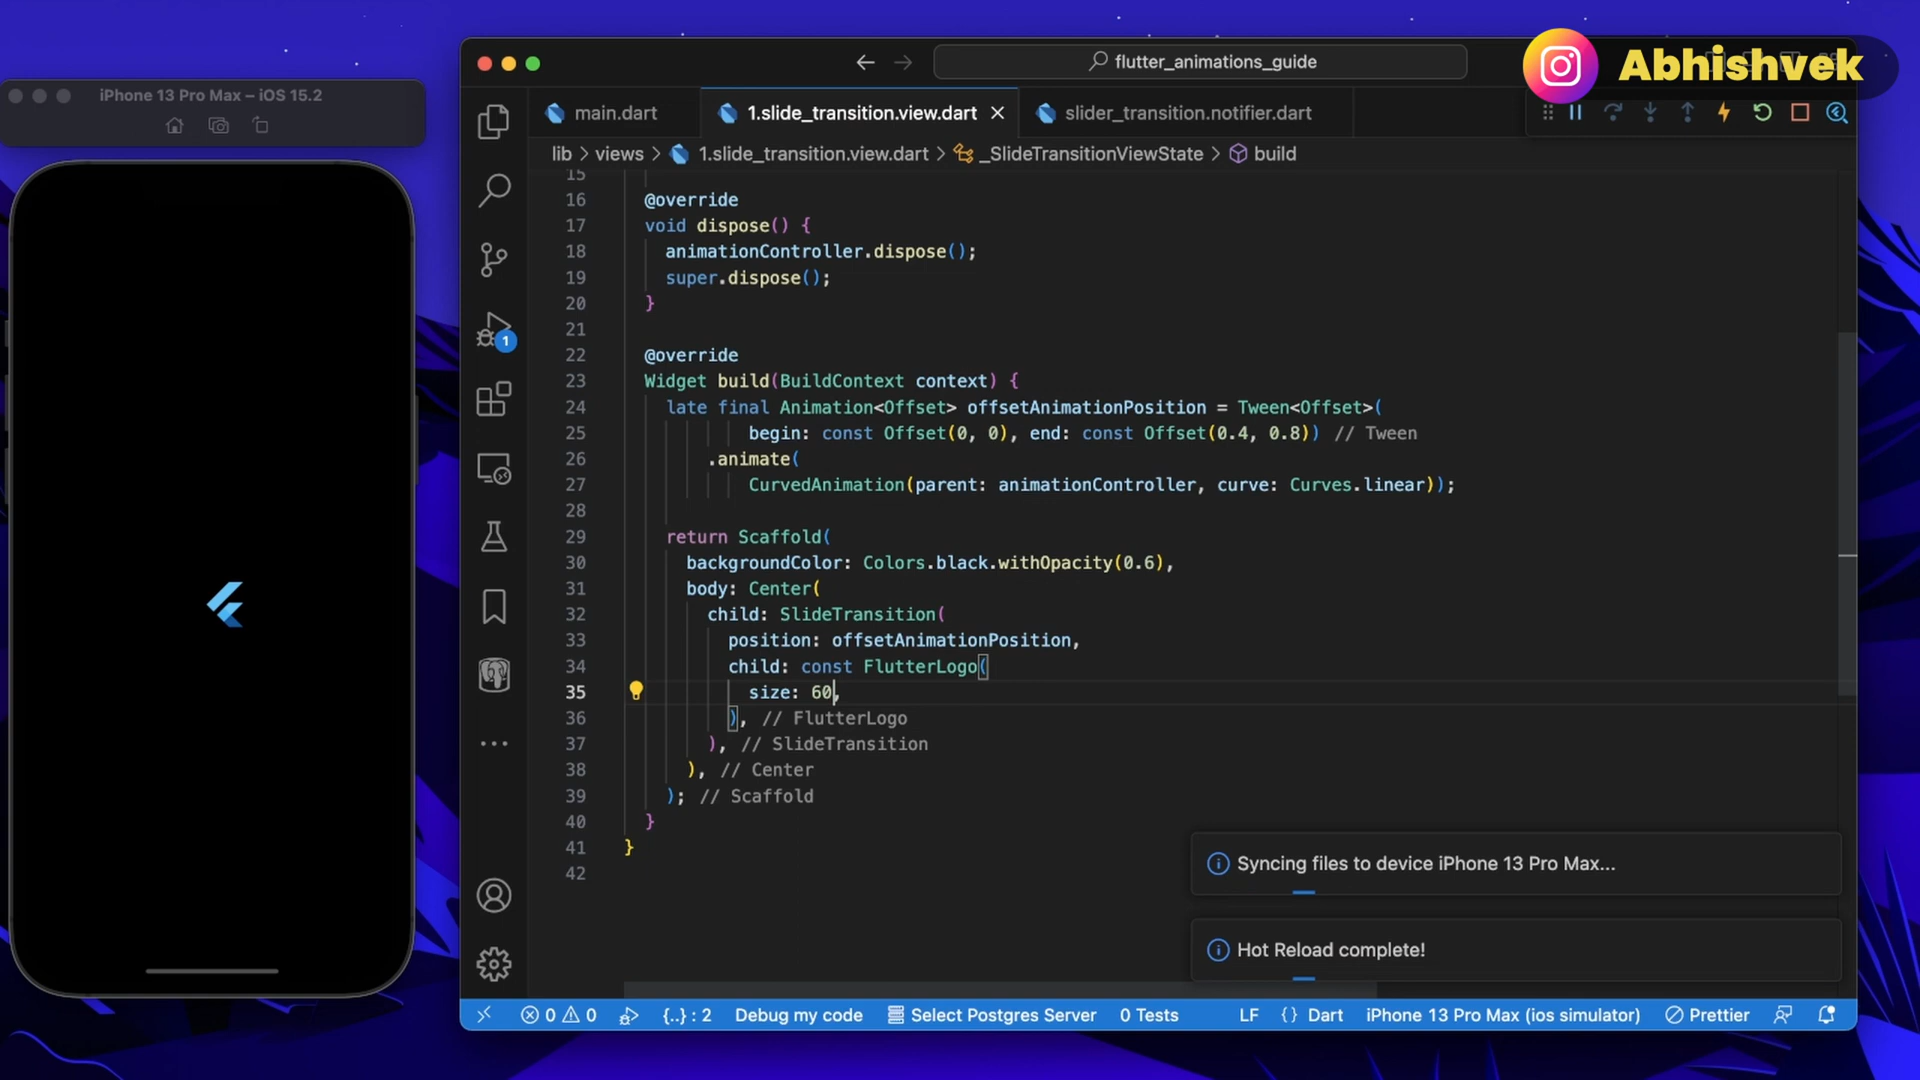 iPhone 13 Pro Max – iOS 15.2
flutter_animations_guide
Abhishvek
main.dart
1.slide_transition.view.dart
slider_transition.notifier.dart
lib > views > 1.slide_transition.view.dart > _SlideTransitionViewState > build
15
16 @override
17 void dispose() {
18 animationController.dispose();
19 super.dispose();
20 }
21
22 @override
23 Widget build(BuildContext context) {
24 late final Animation<Offset> offsetAnimationPosition = Tween<Offset>(
25 begin: const Offset(0, 0), end: const Offset(0.4, 0.8)) // Tween
26 .animate(
27 CurvedAnimation(parent: animationController, curve: Curves.linear));
28
29 return Scaffold(
30 backgroundColor: Colors.black.withOpacity(0.6),
31 body: Center(
32 child: SlideTransition(
33 position: offsetAnimationPosition,
34 child: const FlutterLogo(
35 size: 60,
36 ), // FlutterLogo
37 ), // SlideTransition
38 ), // Center
39 ); // Scaffold
40 }
41 }
42
1
Syncing files to device iPhone 13 Pro Max...
Hot Reload complete!
0 0 {..} : 2 Debug my code Select Postgres Server 0 Tests LF {} Dart iPhone 13 Pro Max (ios simulator) Prettier